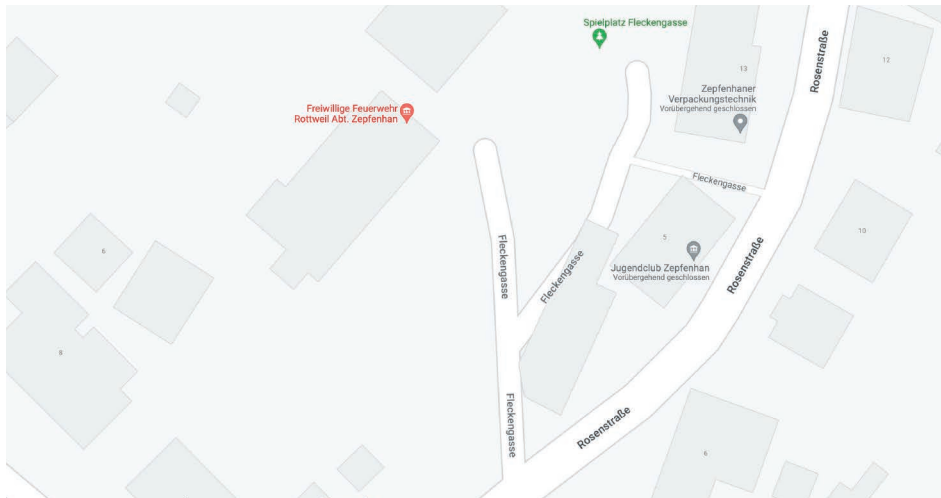 Spielplatz Fleckengasse
Rosenstraße
12
13
Zepfenhaner
Verpackungstechnik
Vorübergehend geschlossen
Freiwillige Feuerwehr
Rottweil Abt. Zepfenhan
Fleckengasse
10
6
5
Jugendclub Zepfenhan
Vorübergehend geschlossen
Rosenstraße
Fleckengasse
Fleckengasse
8
Fleckengasse
Rosenstraße
6